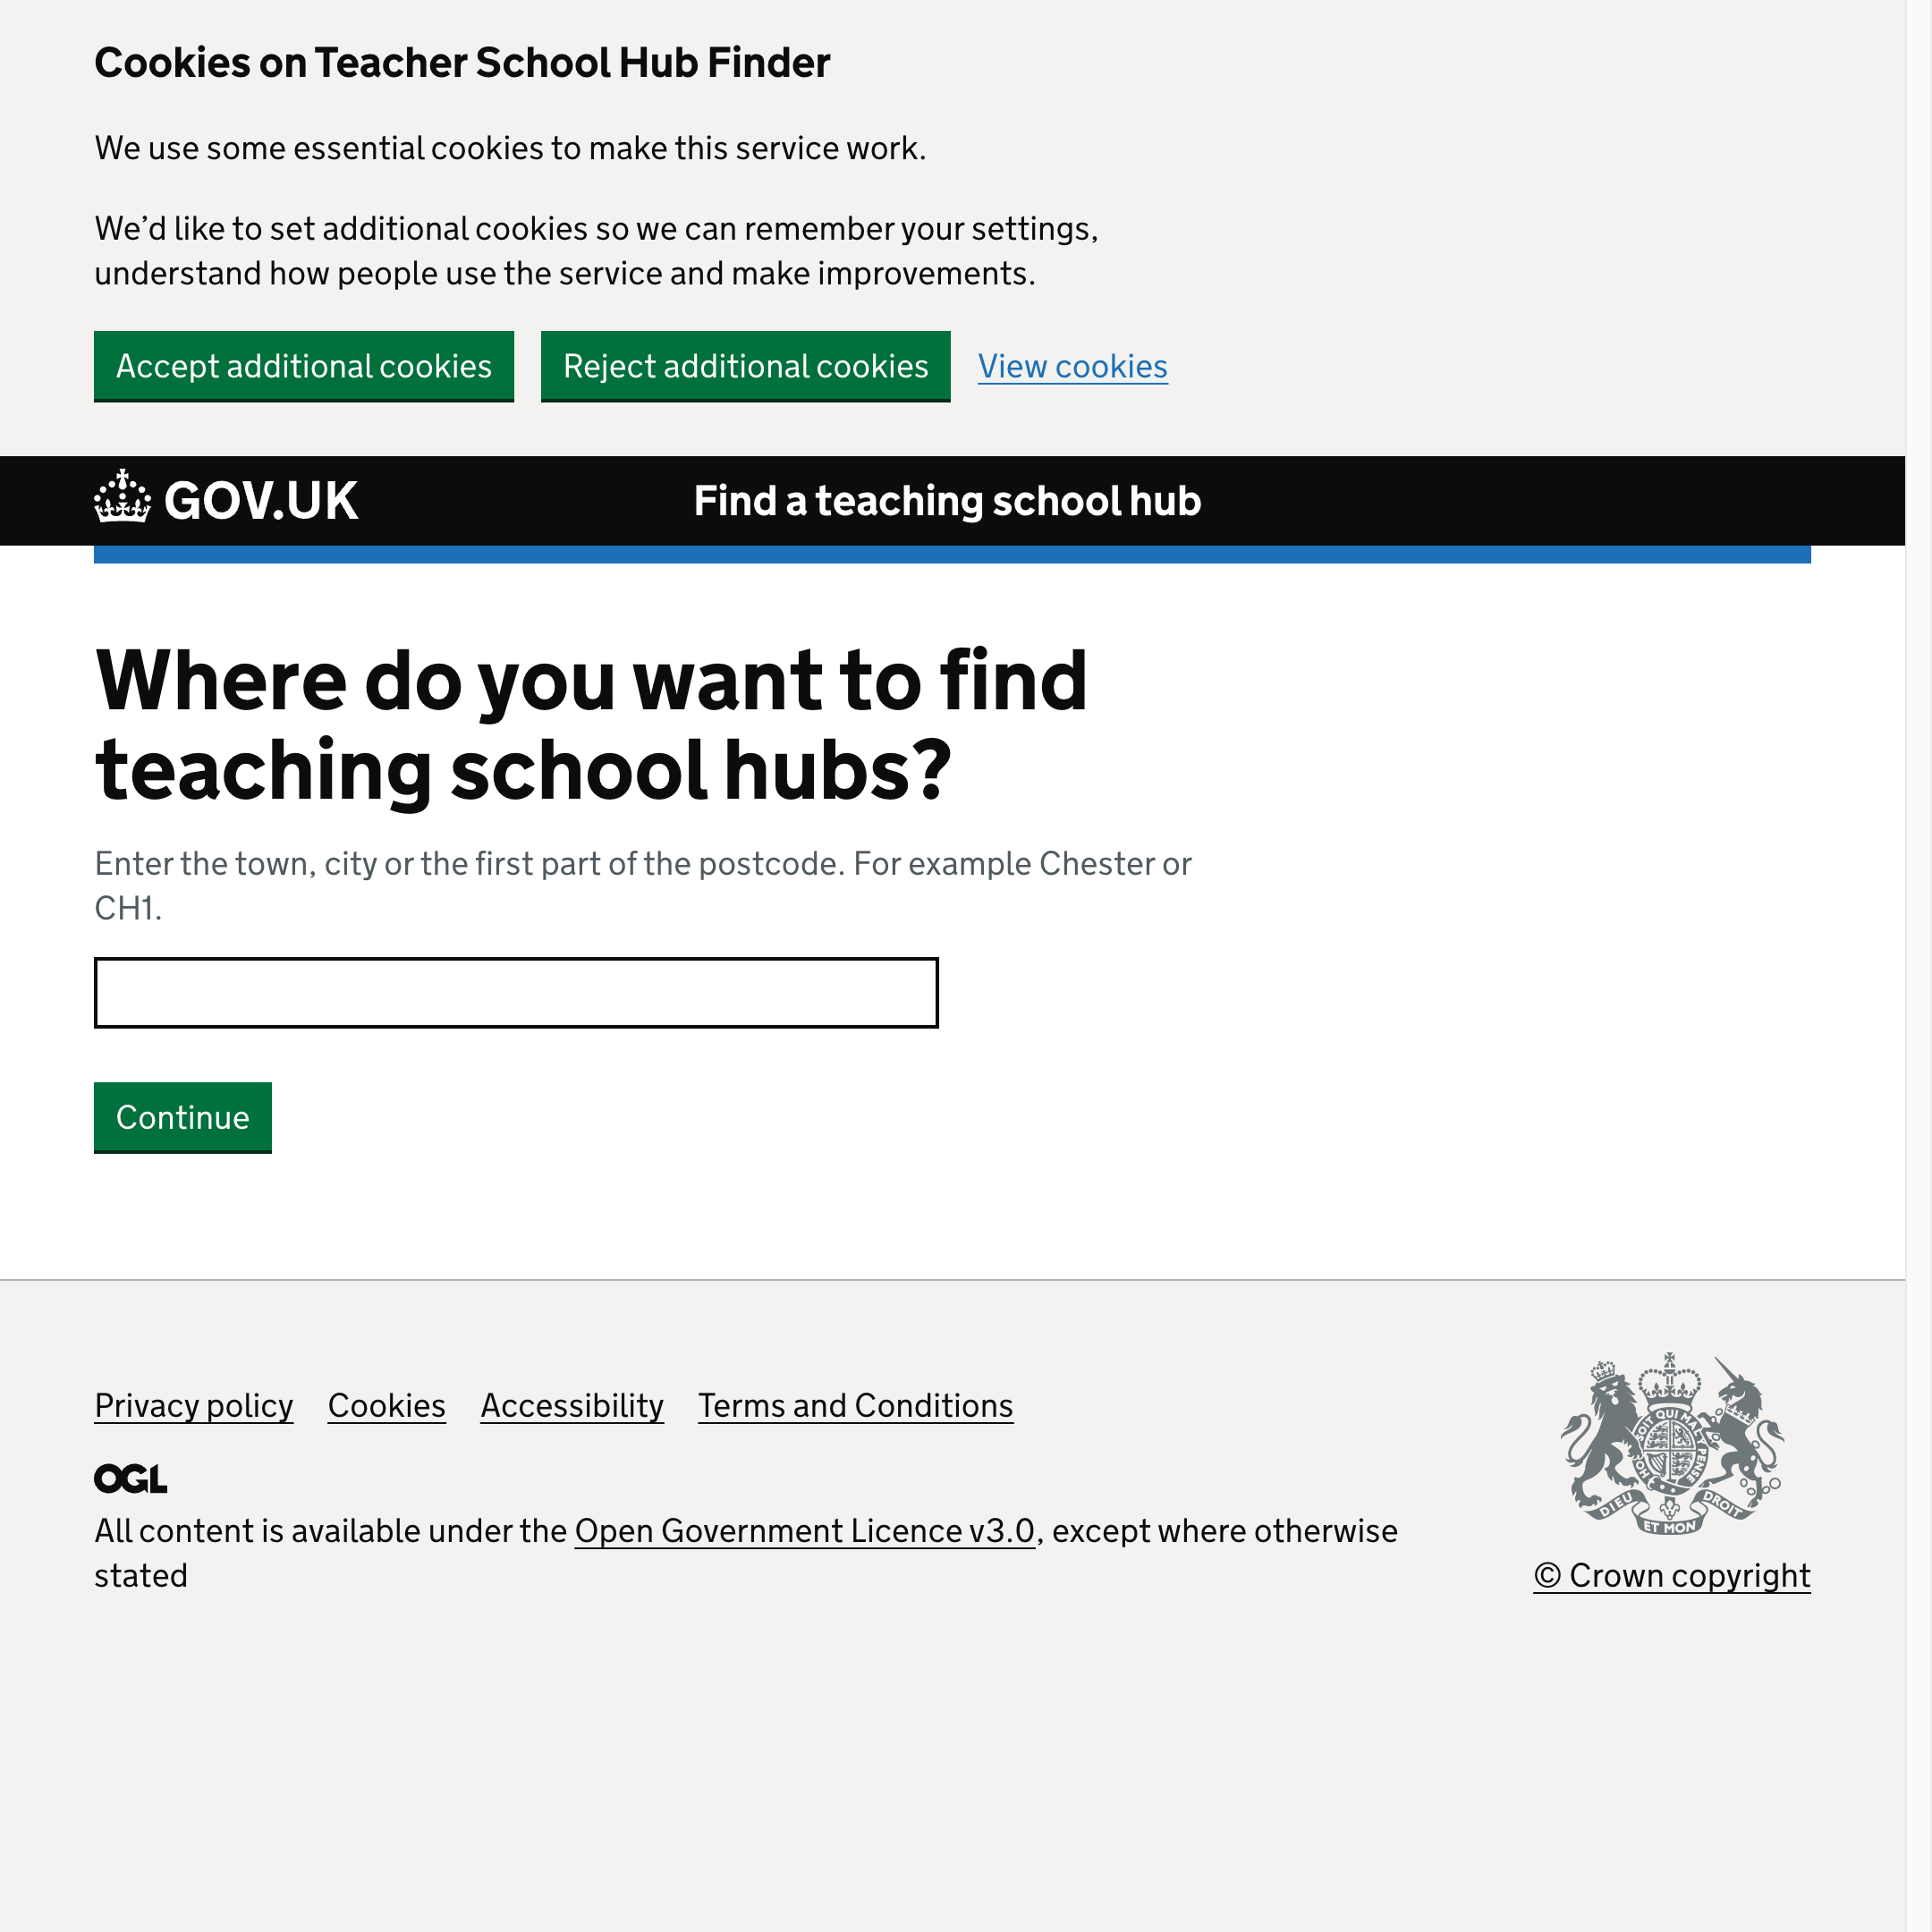 Cookies on Teacher School Hub Finder
We use some essential cookies to make this service work.
We’d like to set additional cookies so we can remember your settings,
understand how people use the service and make improvements.
Accept additional cookies Reject additional cookies View cookies
GOV.UK Find a teaching school hub
Where do you want to find
teaching school hubs?
Enter the town, city or the first part of the postcode. For example Chester or
CH1.
Continue
Privacy policy Cookies Accessibility Terms and Conditions
OGL
All content is available under the Open Government Licence v3.0, except where otherwise
stated
DIEU ET MON DROIT
© Crown copyright